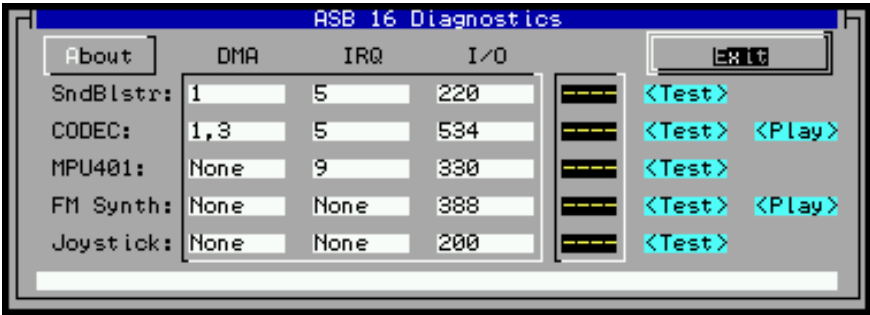 ASB 16 Diagnostics
About DMA IRQ I/O Exit
SndBlstr: 1 5 220 ---- <Test>
CODEC: 1,3 5 534 ---- <Test> <Play>
MPU401: None 9 330 ---- <Test>
FM Synth: None None 388 ---- <Test> <Play>
Joystick: None None 200 ---- <Test>